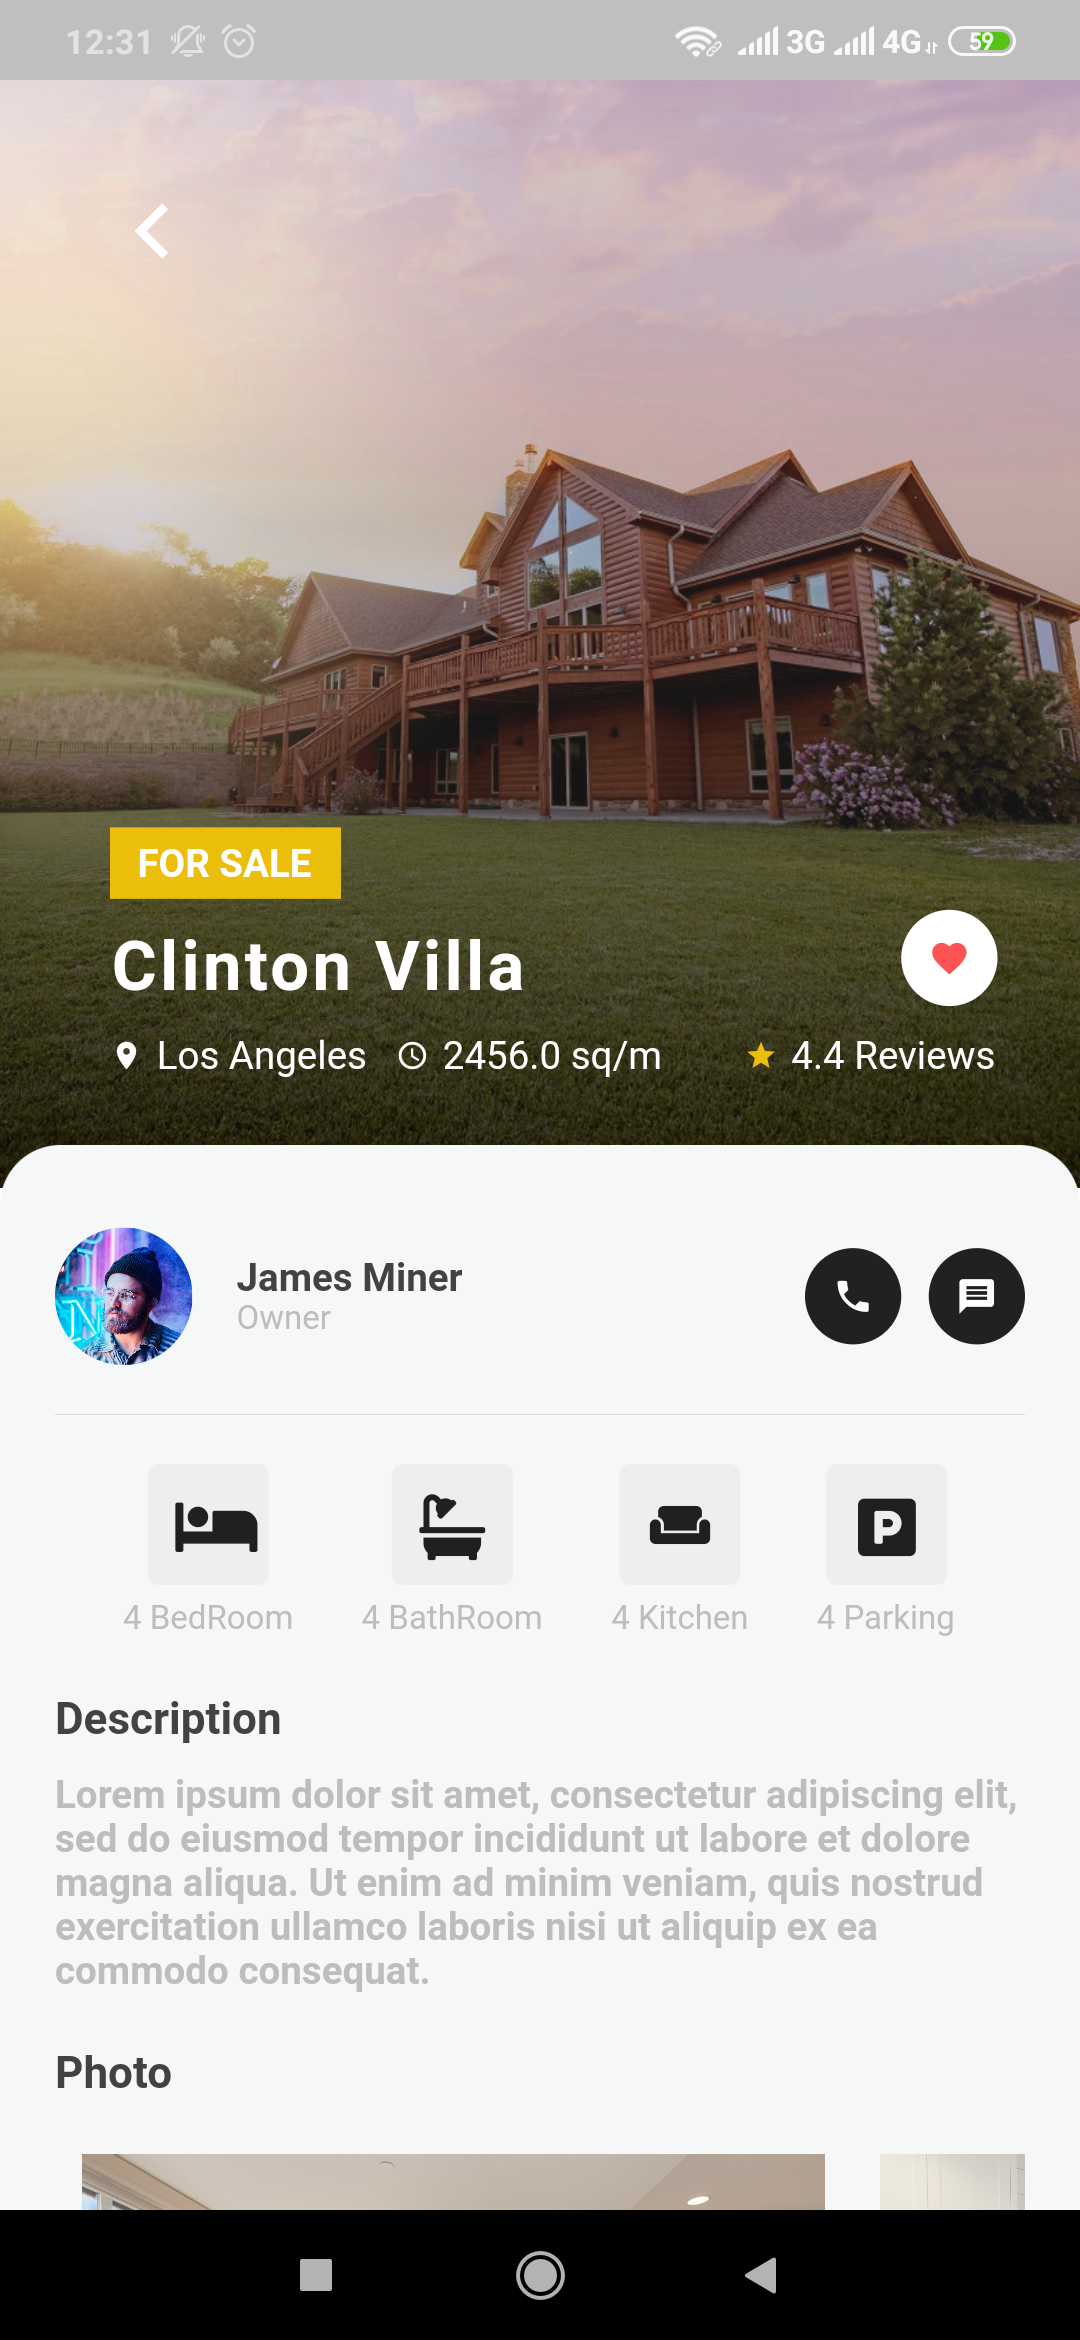 12:31 3G 4G 59
FOR SALE
Clinton Villa
Los Angeles 2456.0 sq/m 4.4 Reviews
James Miner
Owner
P
4 BedRoom 4 BathRoom 4 Kitchen 4 Parking
Description
Lorem ipsum dolor sit amet, consectetur adipiscing elit,
sed do eiusmod tempor incididunt ut labore et dolore
magna aliqua. Ut enim ad minim veniam, quis nostrud
exercitation ullamco laboris nisi ut aliquip ex ea
commodo consequat.
Photo